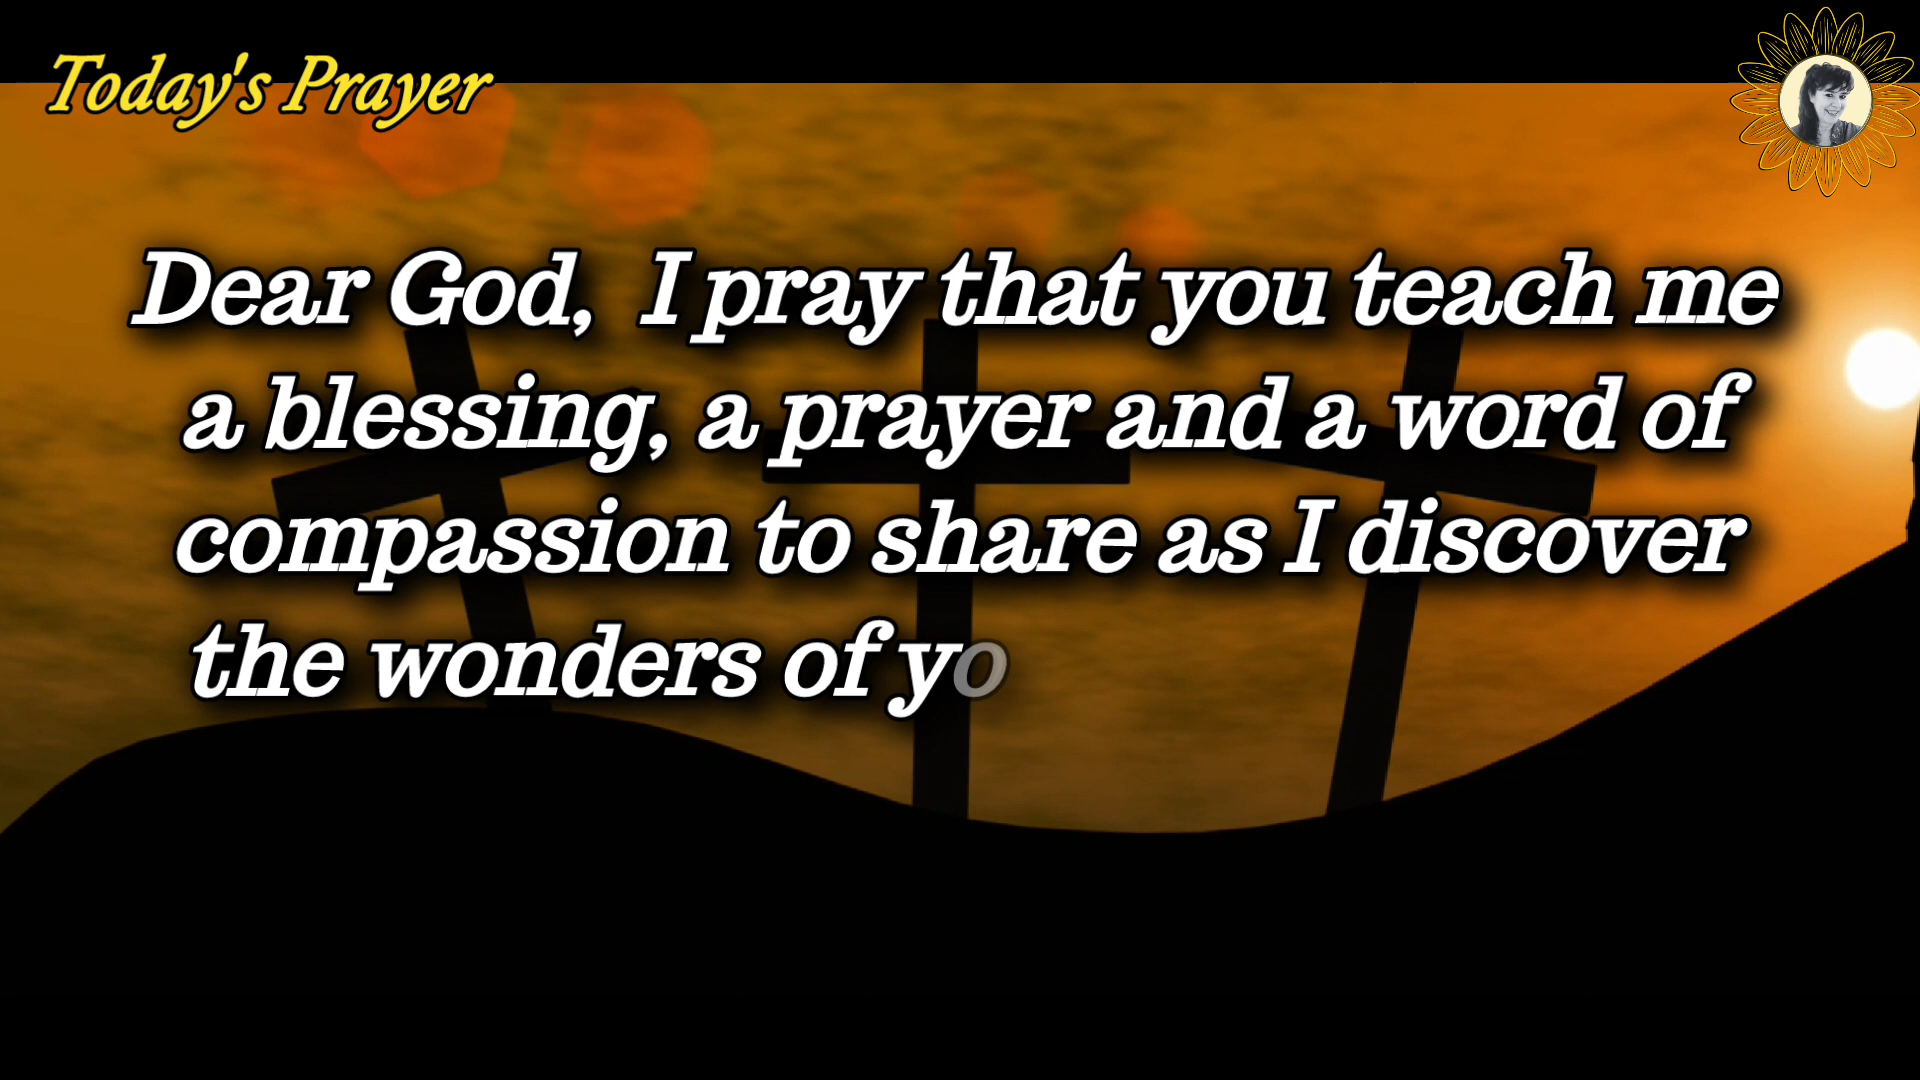 Today's Prayer
Dear God, I pray that you teach me
a blessing, a prayer and a word of
compassion to share as I discover
the wonders of yo